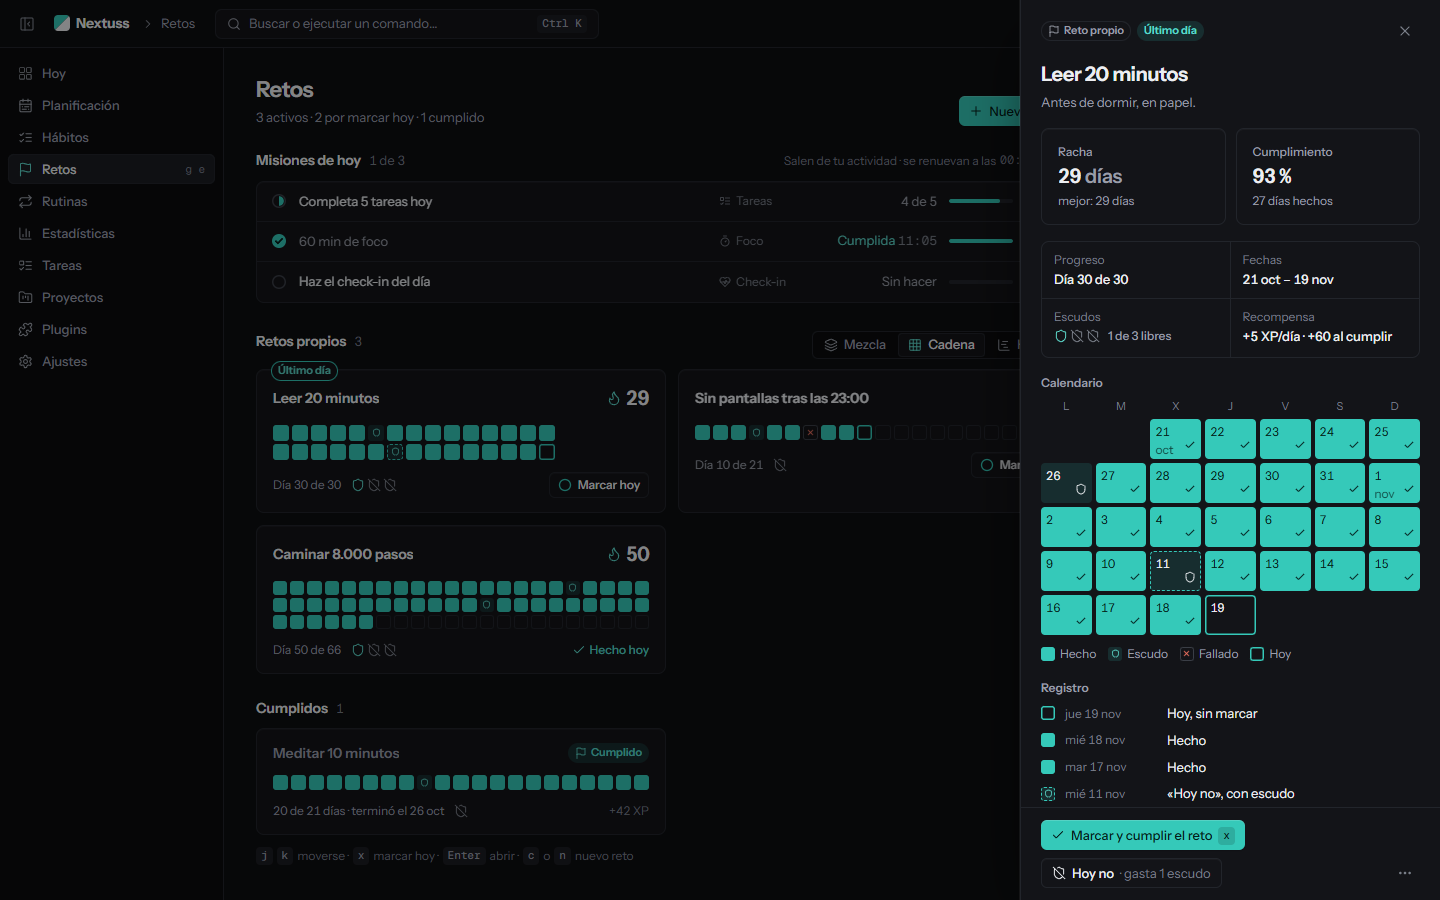 Nextuss
Retos
Buscar o ejecutar un comando...
Ctrl K
Hoy
Planificación
Hábitos
Retos
g e
Rutinas
Estadísticas
Tareas
Proyectos
Plugins
Ajustes
Retos
3 activos · 2 por marcar hoy · 1 cumplido
Misiones de hoy 1 de 3
Salen de tu actividad · se renuevan a las 00:
Completa 5 tareas hoy
Tareas
4 de 5
60 min de foco
Foco
Cumplida 11:05
Haz el check-in del día
Check-in
Sin hacer
Retos propios 3
Mezcla
Cadena
Último día
Leer 20 minutos
29
Día 30 de 30
Marcar hoy
Sin pantallas tras las 23:00
Día 10 de 21
Caminar 8.000 pasos
50
Día 50 de 66
Hecho hoy
Cumplidos 1
Meditar 10 minutos
Cumplido
20 de 21 días · terminó el 26 oct
+42 XP
j k moverse · x marcar hoy · Enter abrir · c o n nuevo reto
Reto propio
Último día
Leer 20 minutos
Antes de dormir, en papel.
Racha
29 días
mejor: 29 días
Cumplimiento
93 %
27 días hechos
Progreso
Día 30 de 30
Fechas
21 oct – 19 nov
Escudos
1 de 3 libres
Recompensa
+5 XP/día · +60 al cumplir
Calendario
L M X J V S D
21 oct 22 23 24 25
26 27 28 29 30 31 1 nov
2 3 4 5 6 7 8
9 10 11 12 13 14 15
16 17 18 19
Hecho
Escudo
Fallado
Hoy
Registro
jue 19 nov Hoy, sin marcar
mié 18 nov Hecho
mar 17 nov Hecho
mié 11 nov «Hoy no», con escudo
Marcar y cumplir el reto x
Hoy no · gasta 1 escudo